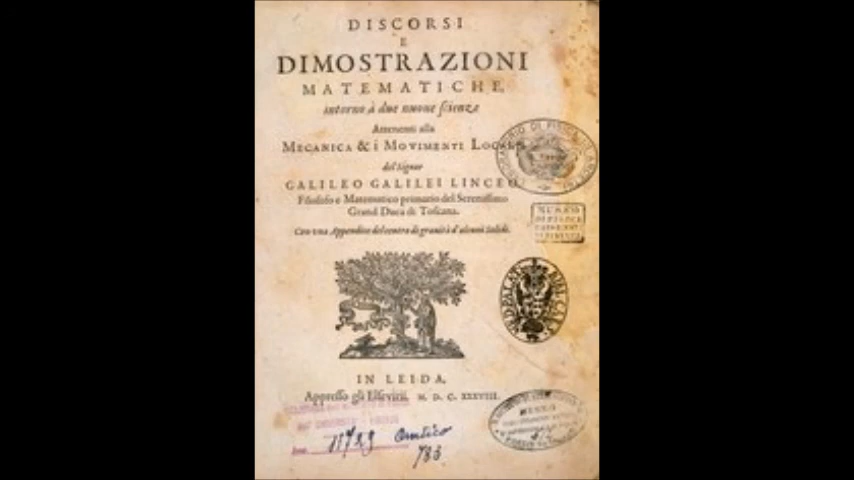 DISCORSI
E
DIMOSTRAZIONI
MATEMATICHE,
intorno à due nuoue scienze
Attenenti alla
MECANICA & i MOVIMENTI LOCALI,
del Signor
GALILEO GALILEI LINCEO,
Filosofo e Matematico primario del Serenissimo
Grand Duca di Toscana.
Con una Appendice del centro di grauità d'alcuni Solidi.
IN LEIDA,
Appresso gli Elsevirii. M. D. C. XXXVIII.
Antico
783